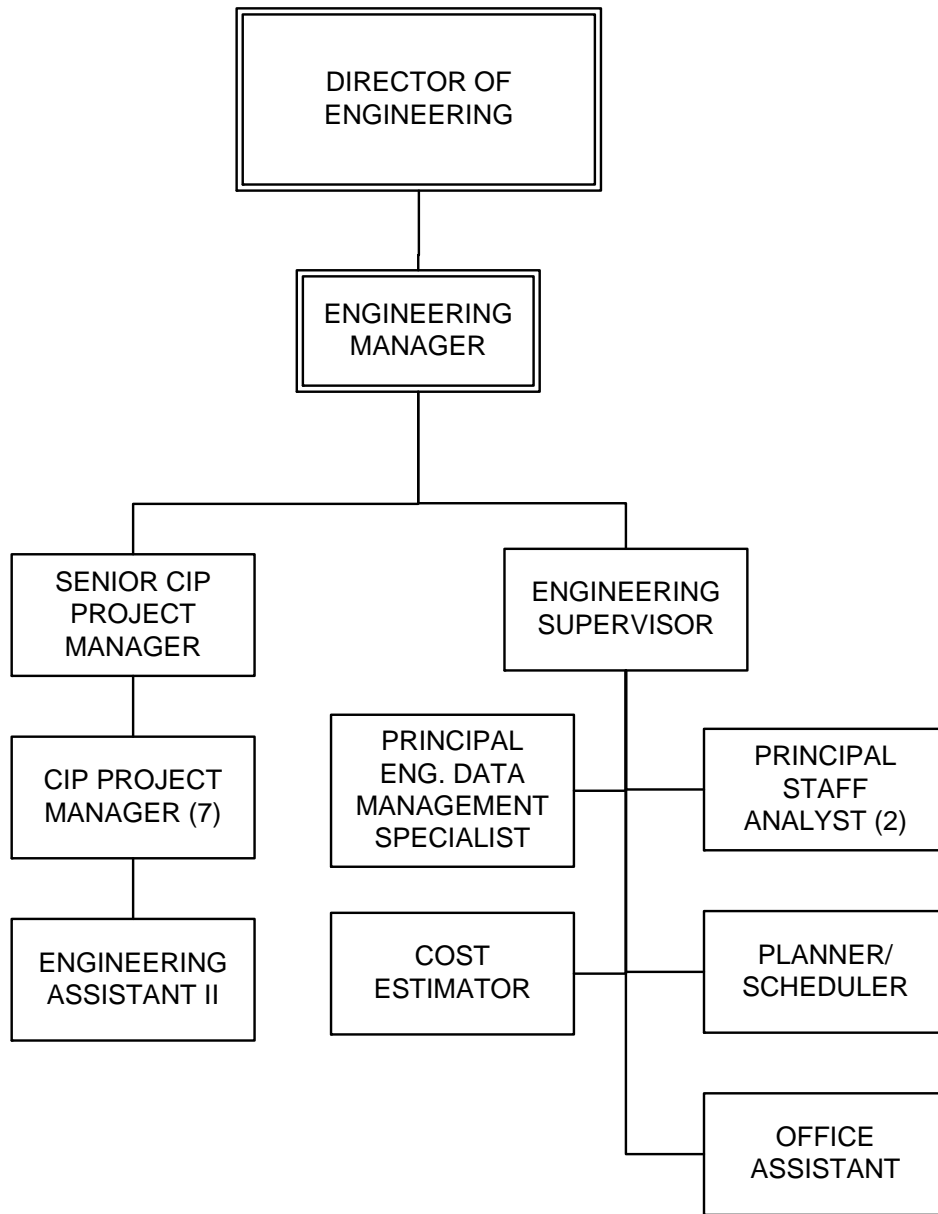 DIRECTOR OF
ENGINEERING
ENGINEERING
MANAGER
SENIOR CIP
PROJECT
MANAGER
ENGINEERING
SUPERVISOR
CIP PROJECT
MANAGER (7)
PRINCIPAL
ENG. DATA
MANAGEMENT
SPECIALIST
PRINCIPAL
STAFF
ANALYST (2)
ENGINEERING
ASSISTANT II
COST
ESTIMATOR
PLANNER/
SCHEDULER
OFFICE
ASSISTANT